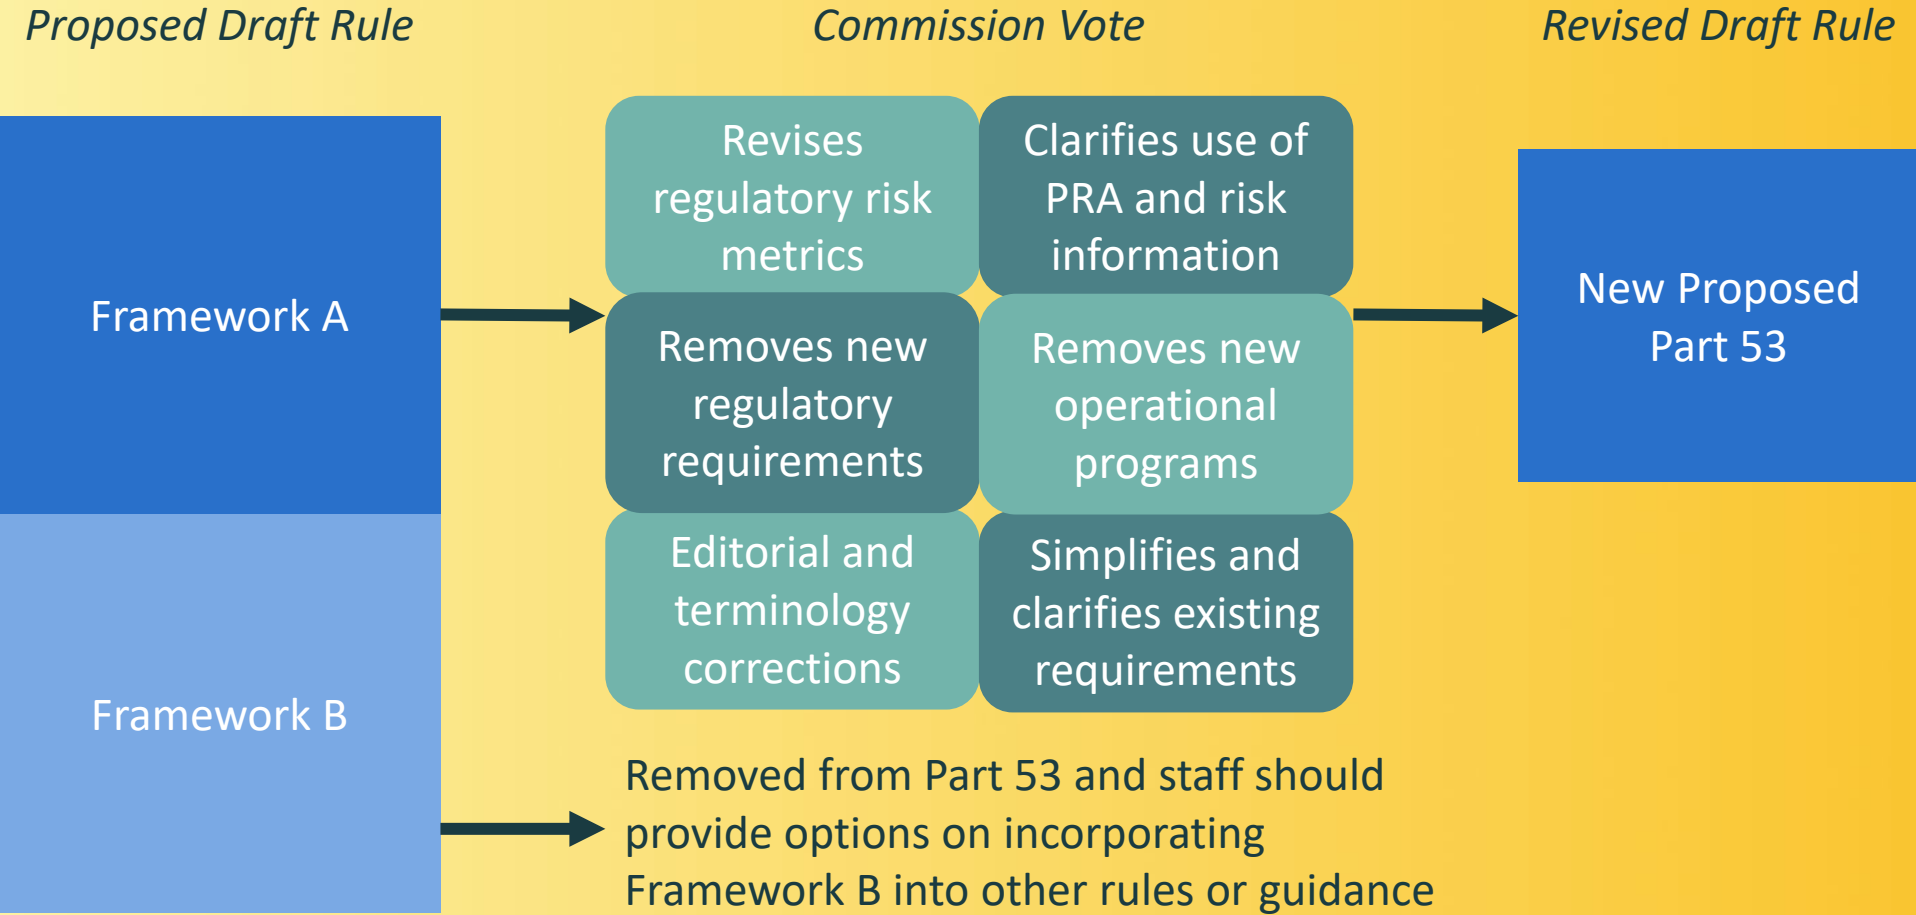 Proposed Draft Rule
Commission Vote
Revised Draft Rule
Framework A
Framework B
Revises
regulatory risk
metrics
Clarifies use of
PRA and risk
information
Removes new
regulatory
requirements
Removes new
operational
programs
Editorial and
terminology
corrections
Simplifies and
clarifies existing
requirements
Removed from Part 53 and staff should
provide options on incorporating
Framework B into other rules or guidance
New Proposed
Part 53